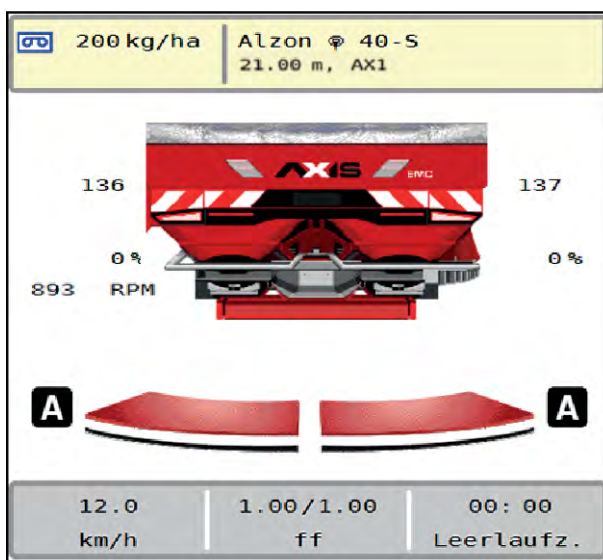 200 kg/ha
Alzon @ 40-S
21.00 m, AX1
AXIS EMC
136
137
0 %
0 %
893 RPM
A
A
12.0
1.00/1.00
00:00
km/h
ff
Leerlaufz.